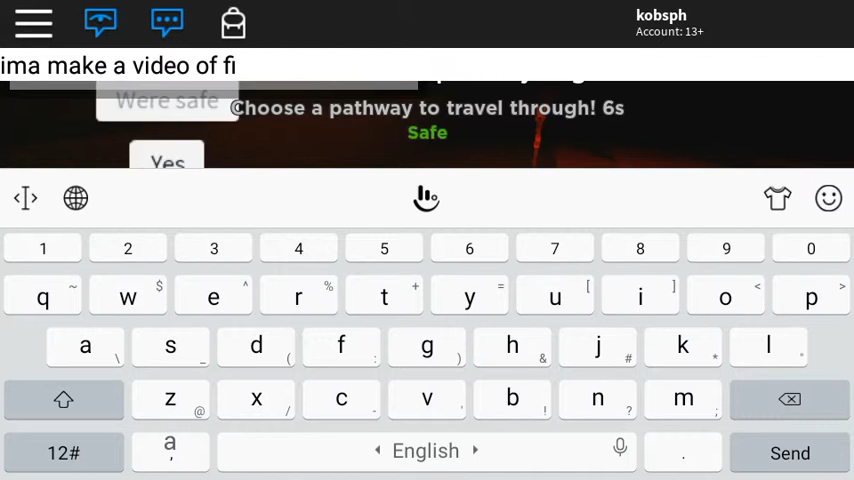 kobsph
Account: 13+
ima make a video of fi
Were safe
Choose a pathway to travel through! 6s
Safe
Yes
1 2 3 4 5 6 7 8 9 0
q ~ w $ e ^ r % t + y = u [ i ] o < p >
a \ s _ d ( f : g ) h & j # k * l "
z @ x / c - v ' b ! n ? m ;
12# a , English . Send